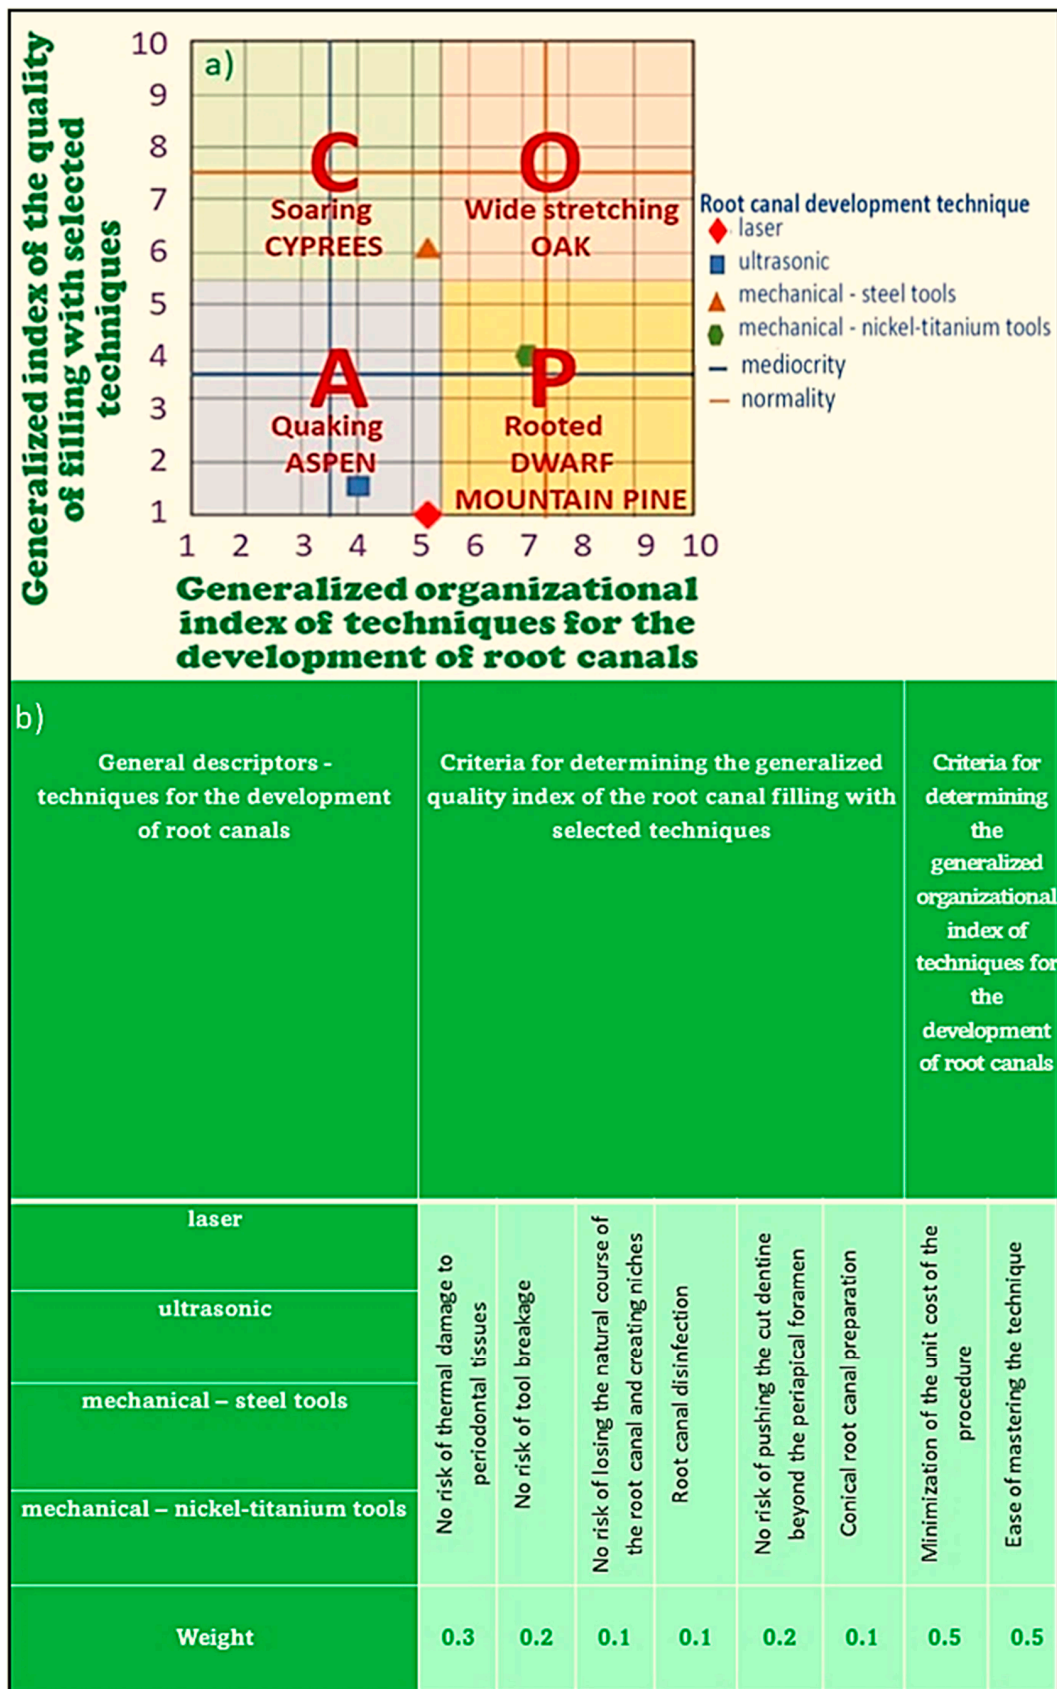 Generalized index of the quality
of filling with selected
techniques
10
9
8
7
6
5
4
3
2
1
a)
C
Soaring
CYPREES
O
Wide stretching
OAK
A
Quaking
ASPEN
P
Rooted
DWARF
MOUNTAIN PINE
1 2 3 4 5 6 7 8 9 10
Generalized organizational
index of techniques for the
development of root canals
Root canal development technique
laser
ultrasonic
mechanical - steel tools
mechanical - nickel-titanium tools
mediocrity
normality
b)
General descriptors -
techniques for the development
of root canals
Criteria for determining the generalized
quality index of the root canal filling with
selected techniques
Criteria for
determining
the
generalized
organizational
index of
techniques for
the
development
of root canals
laser
ultrasonic
mechanical – steel tools
mechanical – nickel-titanium tools
No risk of thermal damage to
periodontal tissues
No risk of tool breakage
No risk of losing the natural course of
the root canal and creating niches
Root canal disinfection
No risk of pushing the cut dentine
beyond the periapical foramen
Conical root canal preparation
Minimization of the unit cost of the
procedure
Ease of mastering the technique
Weight 0.3 0.2 0.1 0.1 0.2 0.1 0.5 0.5